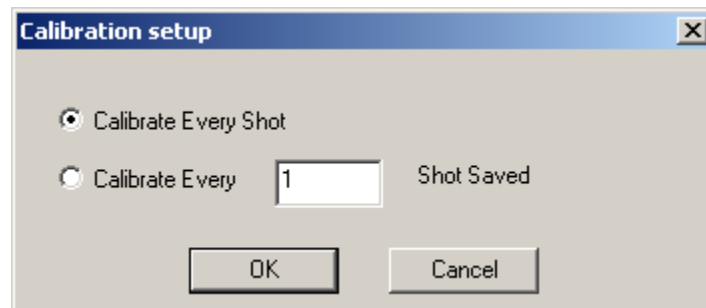 Calibration setup
Calibrate Every Shot
Calibrate Every 1 Shot Saved
OK Cancel